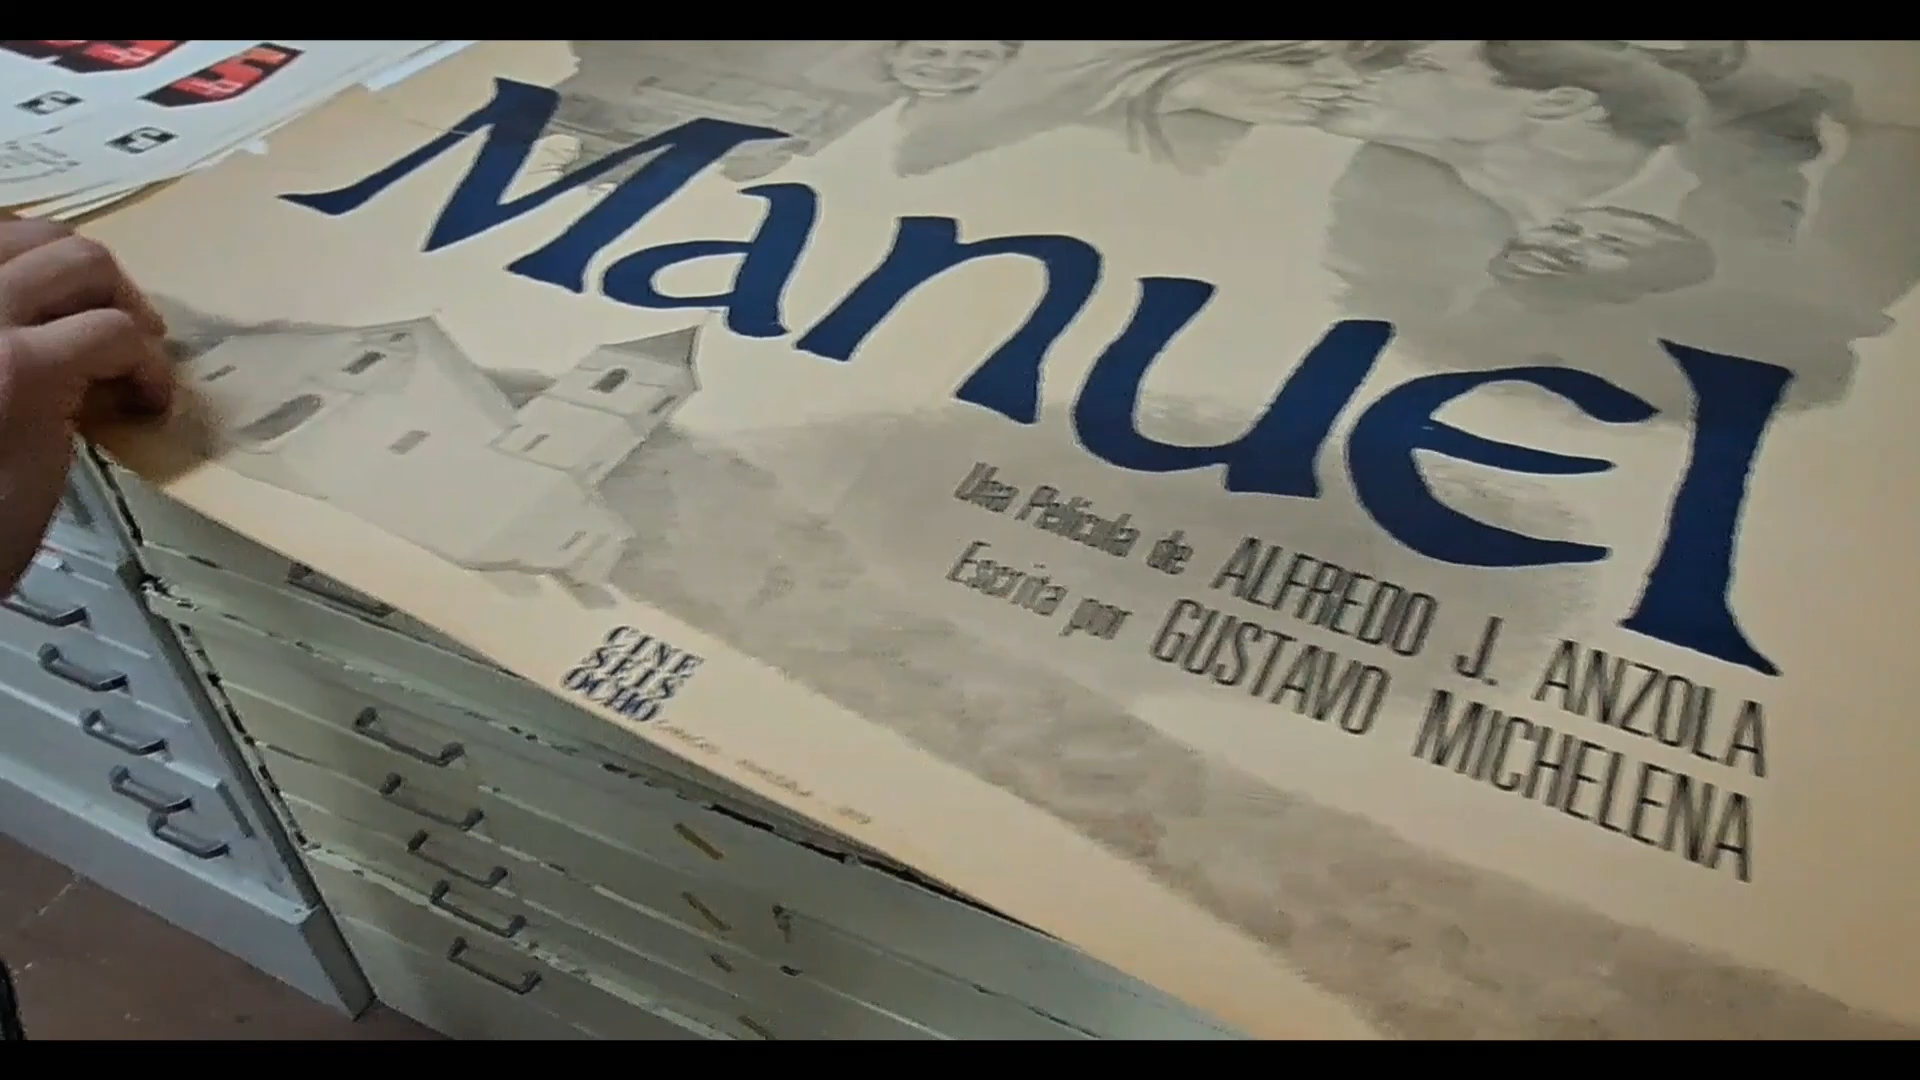 Manuel
Una Película de ALFREDO J. ANZOLA
Escrita por GUSTAVO MICHELENA
CINE
SEIS
OCHO